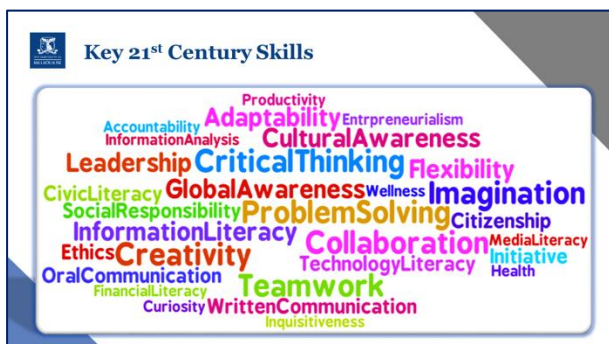 Key 21st Century Skills
Productivity
Adaptability Entrpreneurialism
Accountability
InformationAnalysis CulturalAwareness
Leadership CriticalThinking Flexibility
CivicLiteracy GlobalAwareness Wellness Imagination
SocialResponsibility ProblemSolving Citizenship
InformationLiteracy Collaboration MediaLiteracy
Ethics Creativity TechnologyLiteracy Initiative
Health
OralCommunication Teamwork
FinancialLiteracy
Curiosity WrittenCommunication
Inquisitiveness